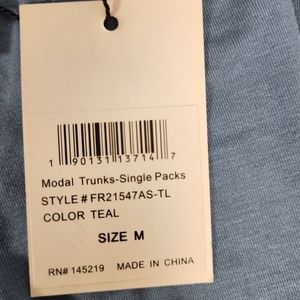 1 90131 13714 7
Modal Trunks-Single Packs
STYLE # FR21547AS-TL
COLOR TEAL
SIZE M
RN# 145219 MADE IN CHINA